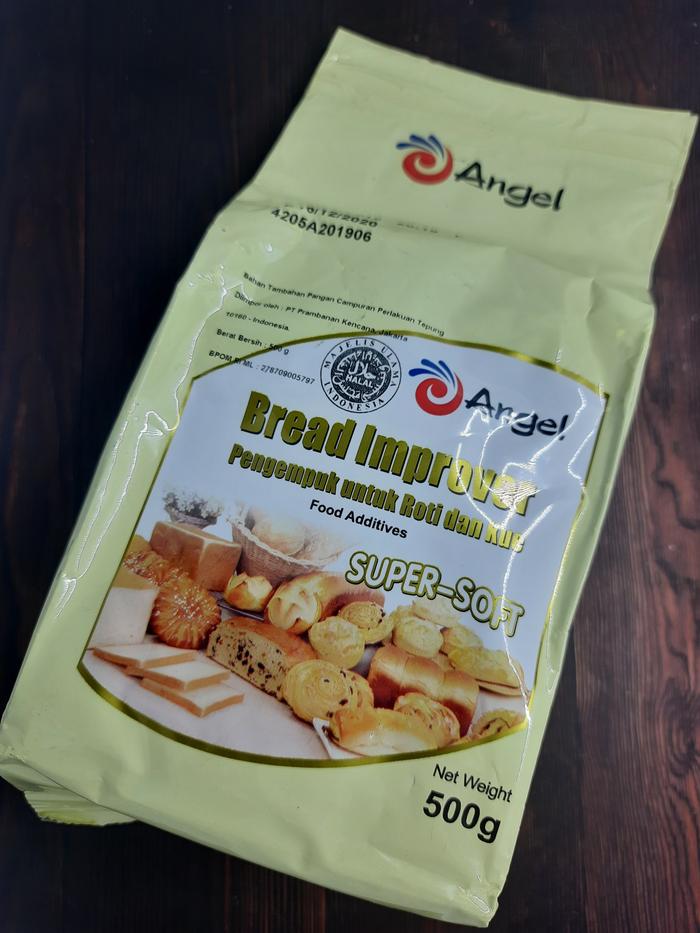 Angel
4205A201906
Bahan Tambahan Pangan Campuran Perlakuan Tepung
Diimpor oleh : PT Prambanan Kencana, Jakarta
10160 - Indonesia.
Berat Bersih : 500 g
BPOM RI ML : 278709005797
MAJELIS ULAMA
HALAL
INDONESIA
Angel
Bread Improver
Pengempuk untuk Roti dan Kue
Food Additives
SUPER-SOFT
Net Weight
500g